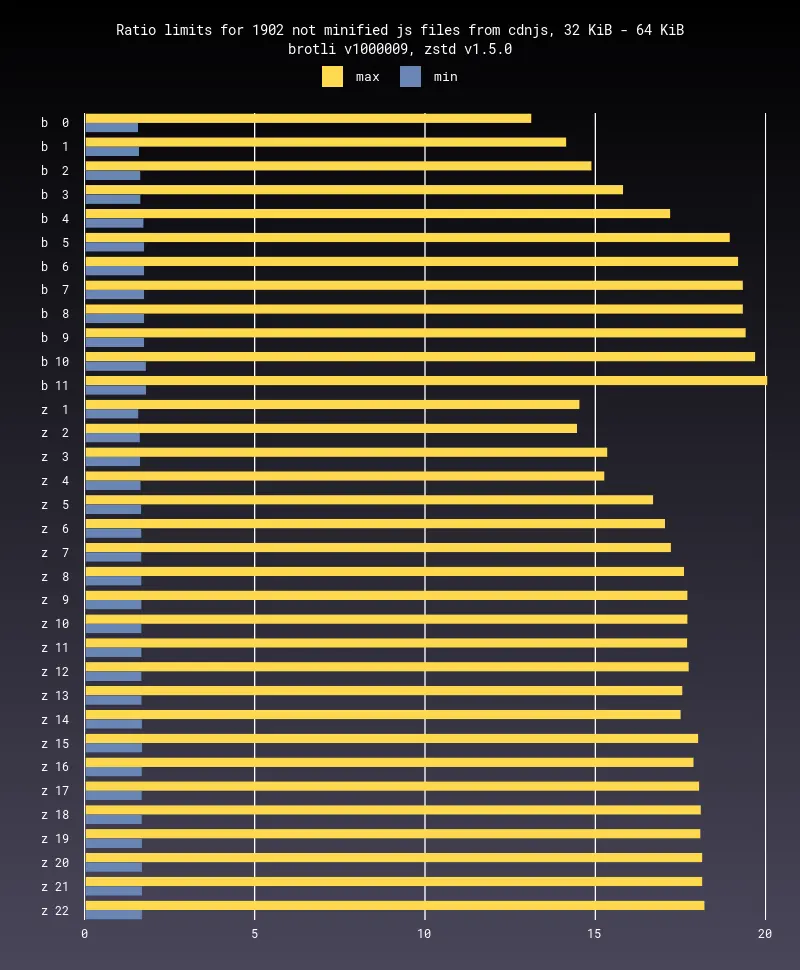 Ratio limits for 1902 not minified js files from cdnjs, 32 KiB - 64 KiB
brotli v1000009, zstd v1.5.0
max min
b 0
b 1
b 2
b 3
b 4
b 5
b 6
b 7
b 8
b 9
b 10
b 11
z 1
z 2
z 3
z 4
z 5
z 6
z 7
z 8
z 9
z 10
z 11
z 12
z 13
z 14
z 15
z 16
z 17
z 18
z 19
z 20
z 21
z 22
0 5 10 15 20